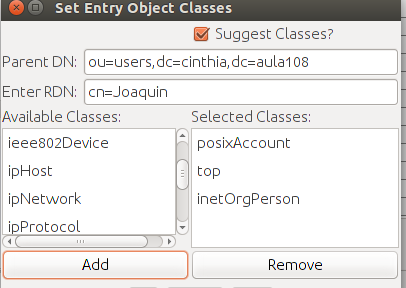 Set Entry Object Classes
Suggest Classes?
Parent DN: ou=users,dc=cinthia,dc=aula108
Enter RDN: cn=Joaquin
Available Classes: Selected Classes:
ieee802Device posixAccount
ipHost top
ipNetwork inetOrgPerson
ipProtocol
Add Remove